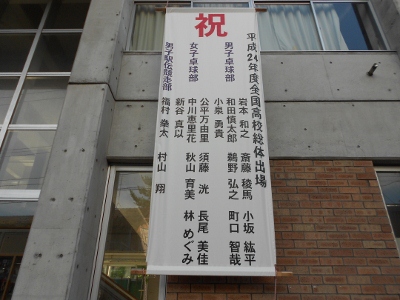 祝
平成24年度全国高校総体出場
男子卓球部
岩本 和之 斎藤 稜馬 小坂 紘平
和田慎太郎 鵜野 弘之 町口 智哉
小泉 勇貴
女子卓球部
公平万由里 須藤 洸 長尾 美佳
中川恵里花 秋山 育美 林 めぐみ
新谷 真以
男子駅伝競走部
福村 翔太 村山 翔